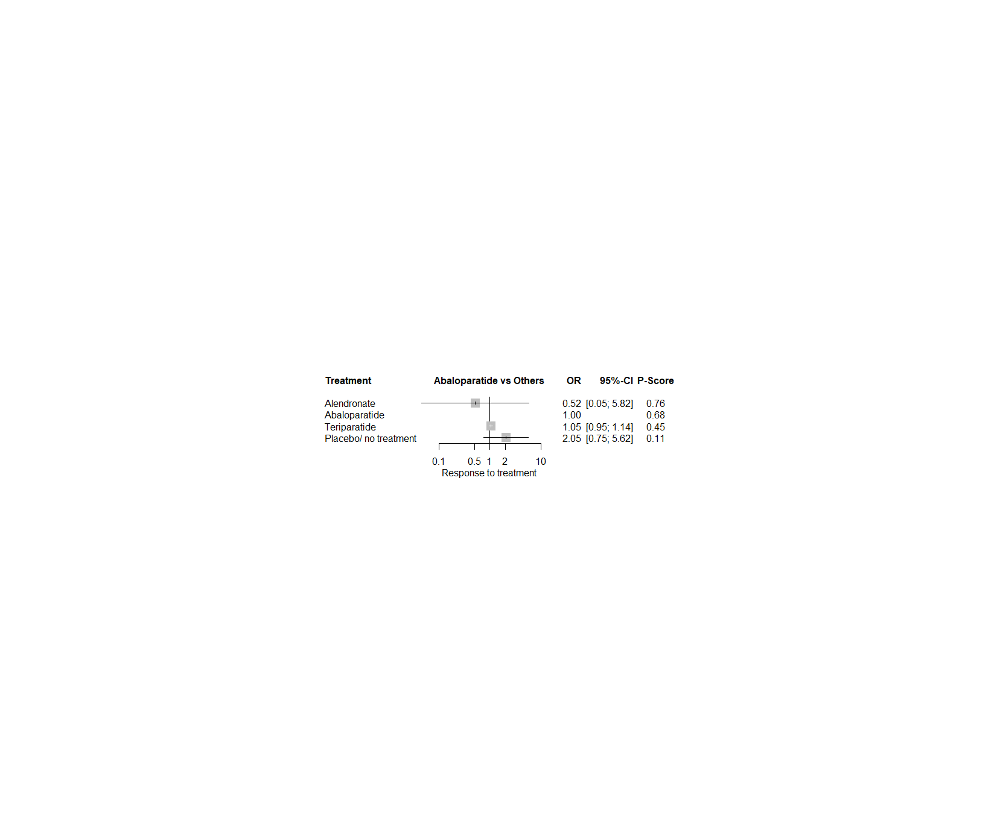 Treatment Abaloparatide vs Others OR 95%-CI P-Score
Alendronate 0.52 [0.05; 5.82] 0.76
Abaloparatide 1.00 0.68
Teriparatide 1.05 [0.95; 1.14] 0.45
Placebo/ no treatment 2.05 [0.75; 5.62] 0.11
0.1 0.5 1 2 10
Response to treatment